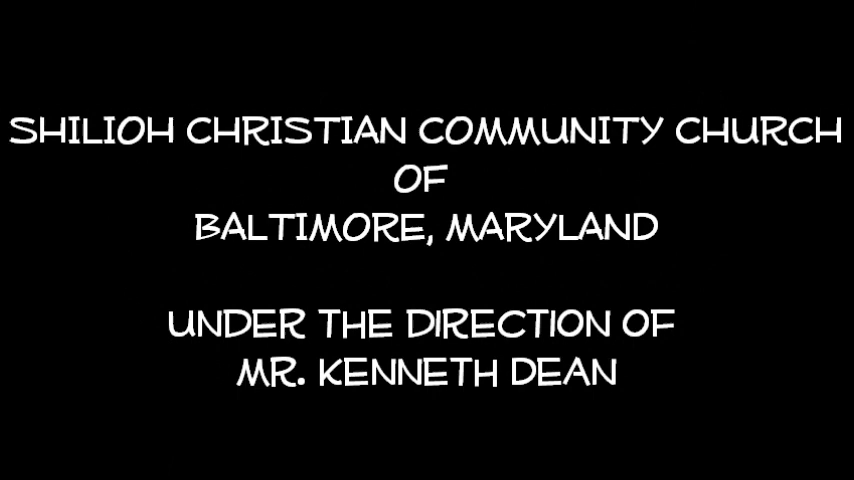 SHILIOH CHRISTIAN COMMUNITY CHURCH
OF
BALTIMORE, MARYLAND
UNDER THE DIRECTION OF
MR. KENNETH DEAN